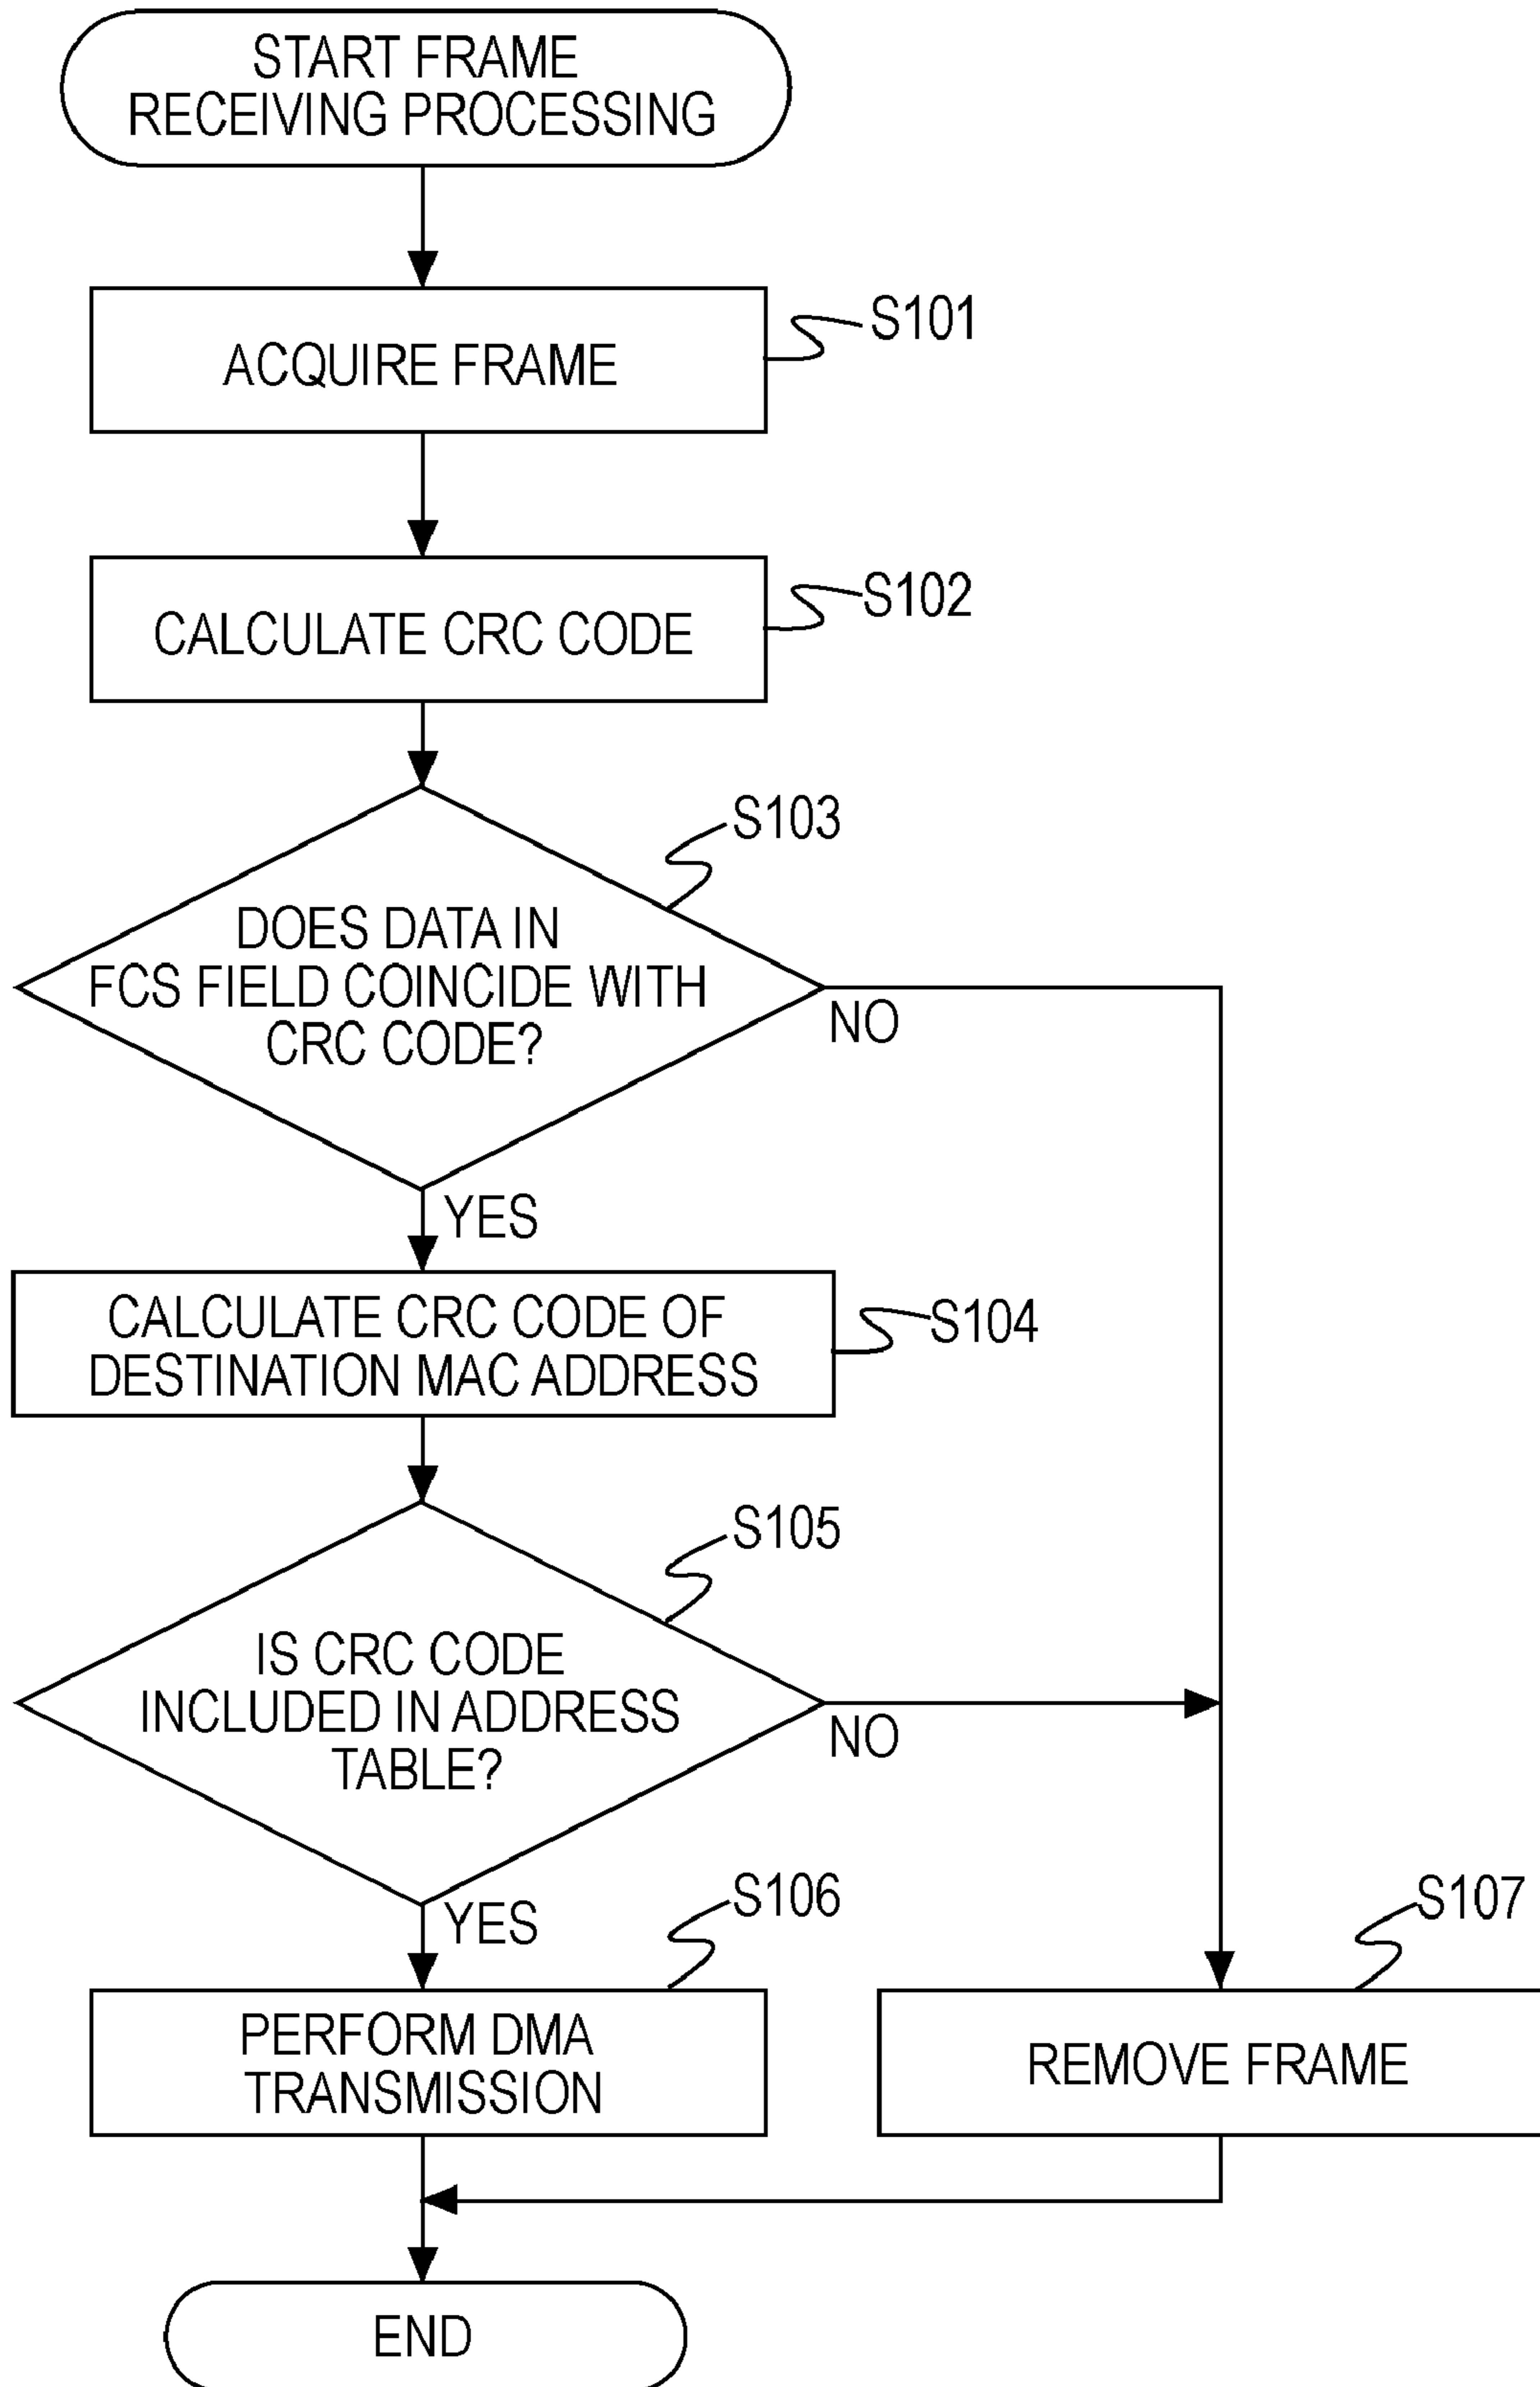 START FRAME
RECEIVING PROCESSING
ACQUIRE FRAME
S101
CALCULATE CRC CODE
S102
S103
DOES DATA IN
FCS FIELD COINCIDE WITH
CRC CODE?
NO
YES
CALCULATE CRC CODE OF
DESTINATION MAC ADDRESS
S104
S105
IS CRC CODE
INCLUDED IN ADDRESS
TABLE?
NO
YES
S106
S107
PERFORM DMA
TRANSMISSION
REMOVE FRAME
END